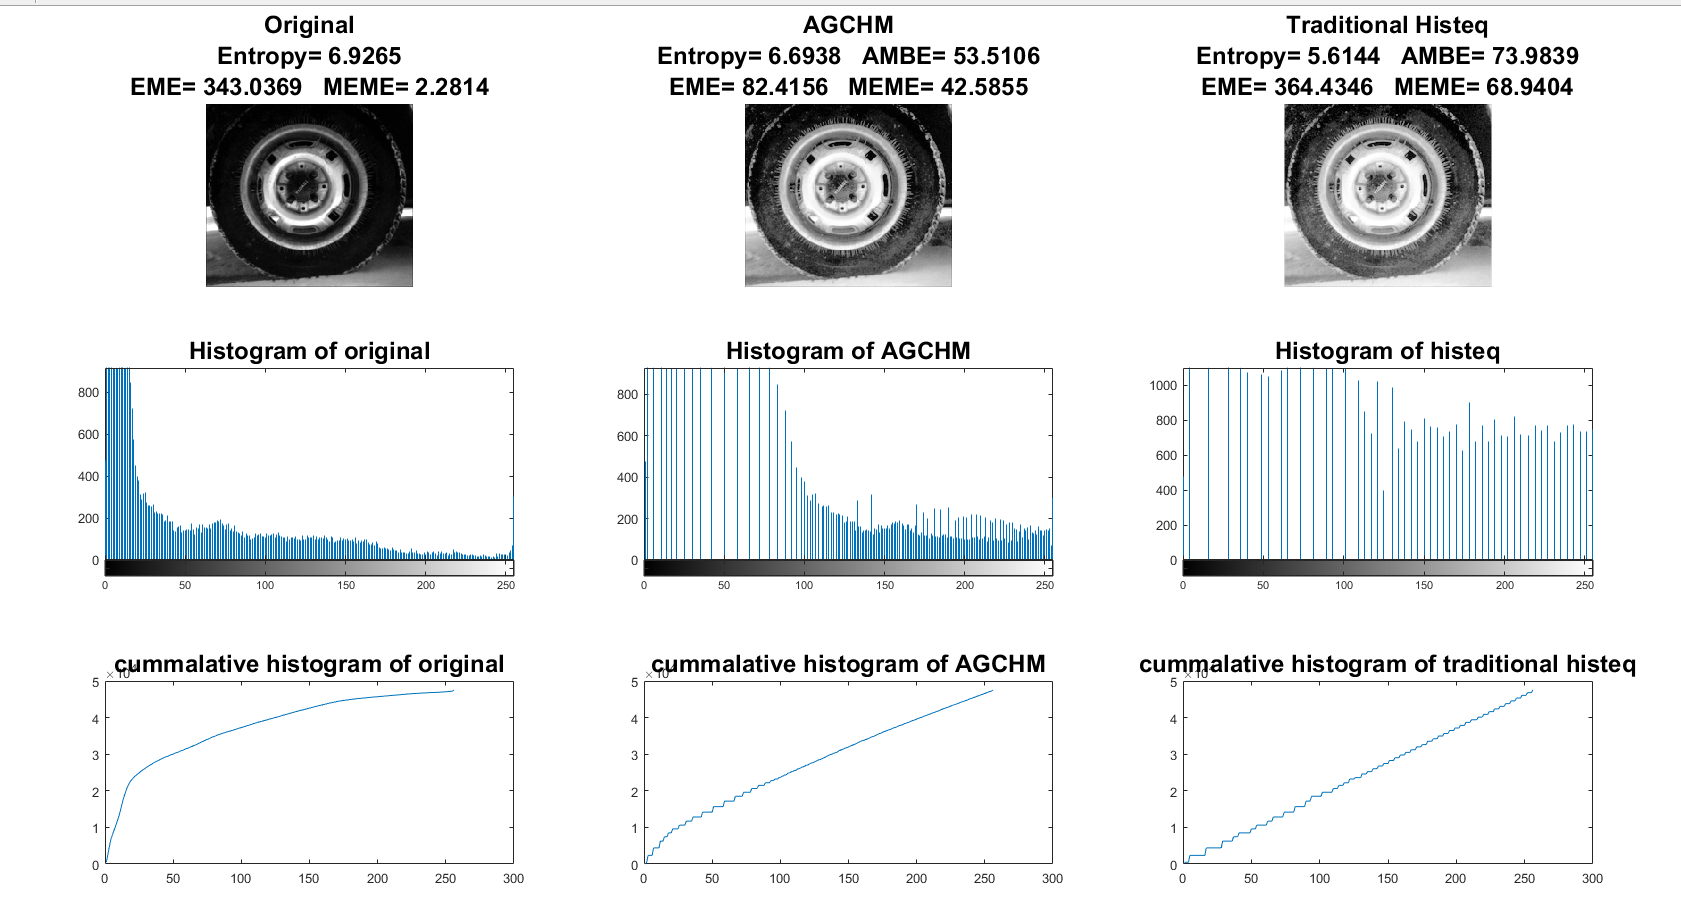 Original
Entropy= 6.9265
EME= 343.0369 MEME= 2.2814
AGCHM
Entropy= 6.6938 AMBE= 53.5106
EME= 82.4156 MEME= 42.5855
Traditional Histeq
Entropy= 5.6144 AMBE= 73.9839
EME= 364.4346 MEME= 68.9404
Histogram of original
800
600
400
200
0
0 50 100 150 200 250
Histogram of AGCHM
800
600
400
200
0
0 50 100 150 200 250
Histogram of histeq
1000
800
600
400
200
0
0 50 100 150 200 250
cummalative histogram of original
× 10
5
4
3
2
1
0
0 50 100 150 200 250 300
cummalative histogram of AGCHM
× 10
5
4
3
2
1
0
0 50 100 150 200 250 300
cummalative histogram of traditional histeq
× 10
5
4
3
2
1
0
0 50 100 150 200 250 300